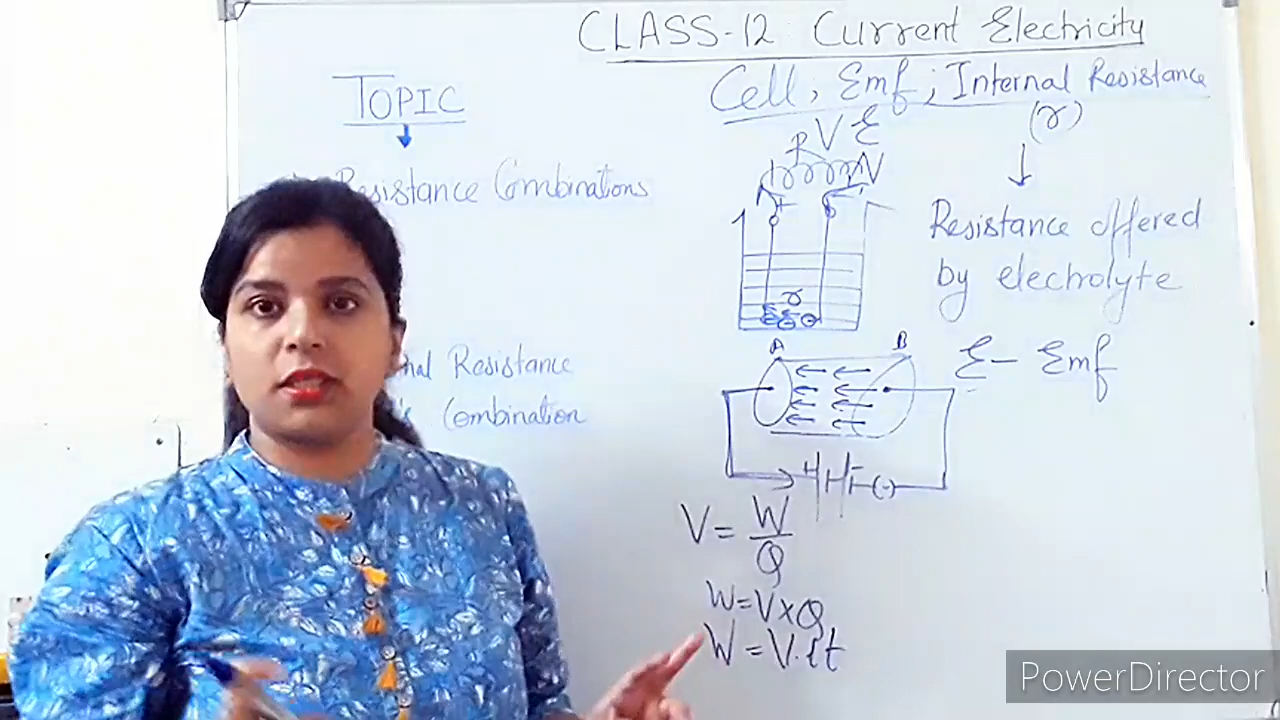 CLASS-12 Current Electricity
Cell, Emf; Internal Resistance
(r)
TOPIC
Resistance Combinations
R V E
V
Resistance offered
by electrolyte
r
A B
E - Emf
nal Resistance
Combination
(-)
V = W/Q
W = V×Q
W = V.it
PowerDirector